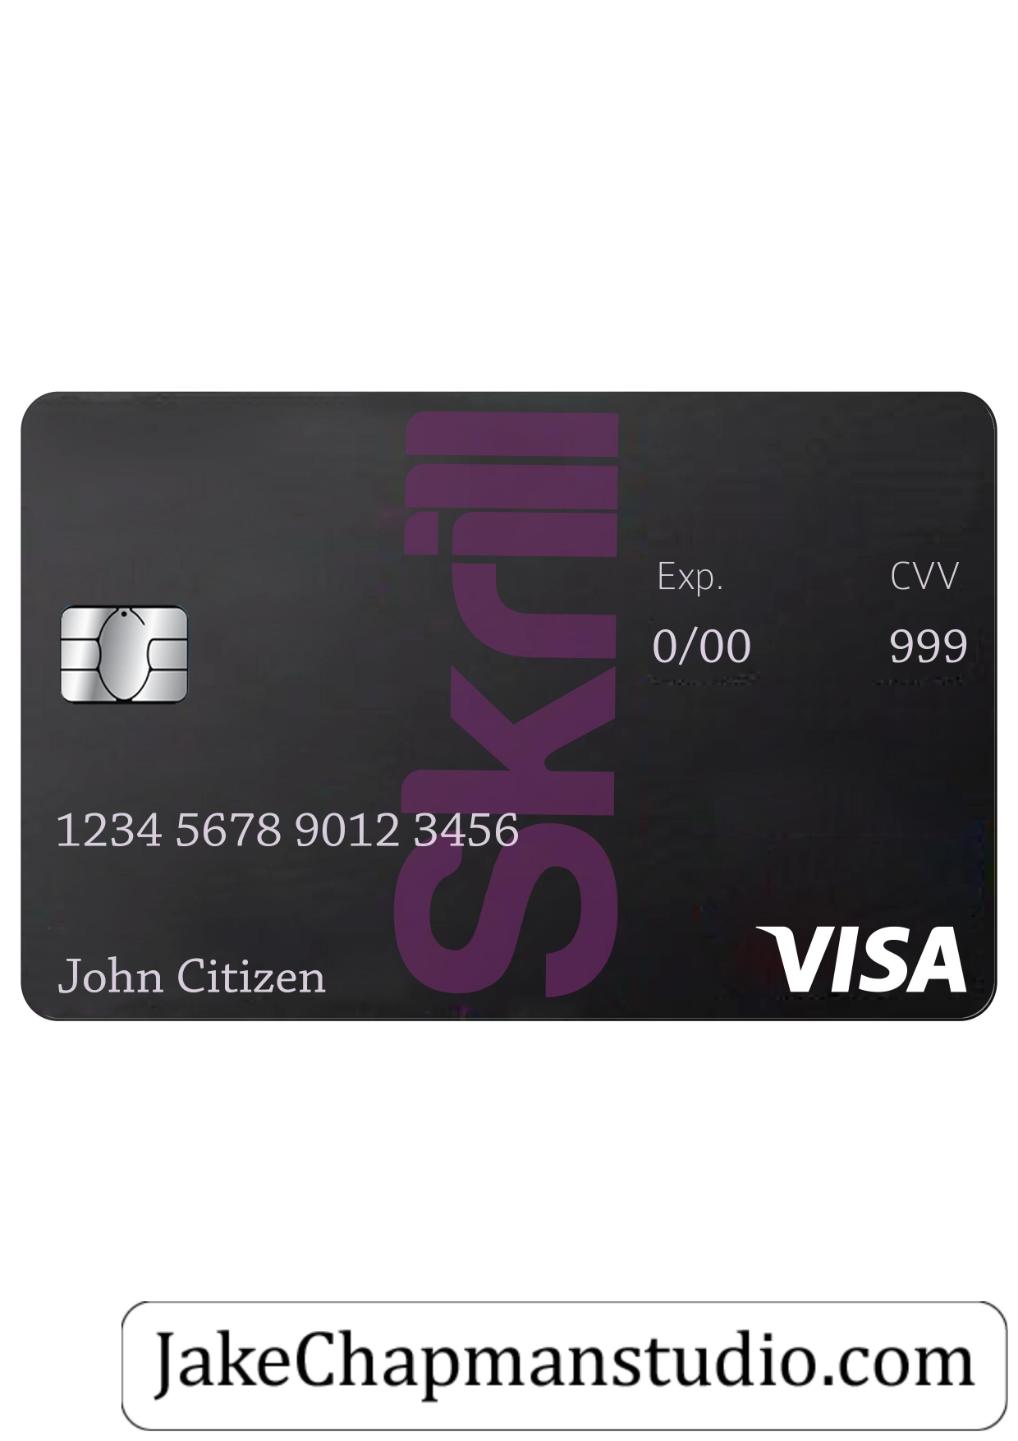 Skrill
Exp. CVV
0/00 999
1234 5678 9012 3456
John Citizen
VISA
JakeChapmanstudio.com